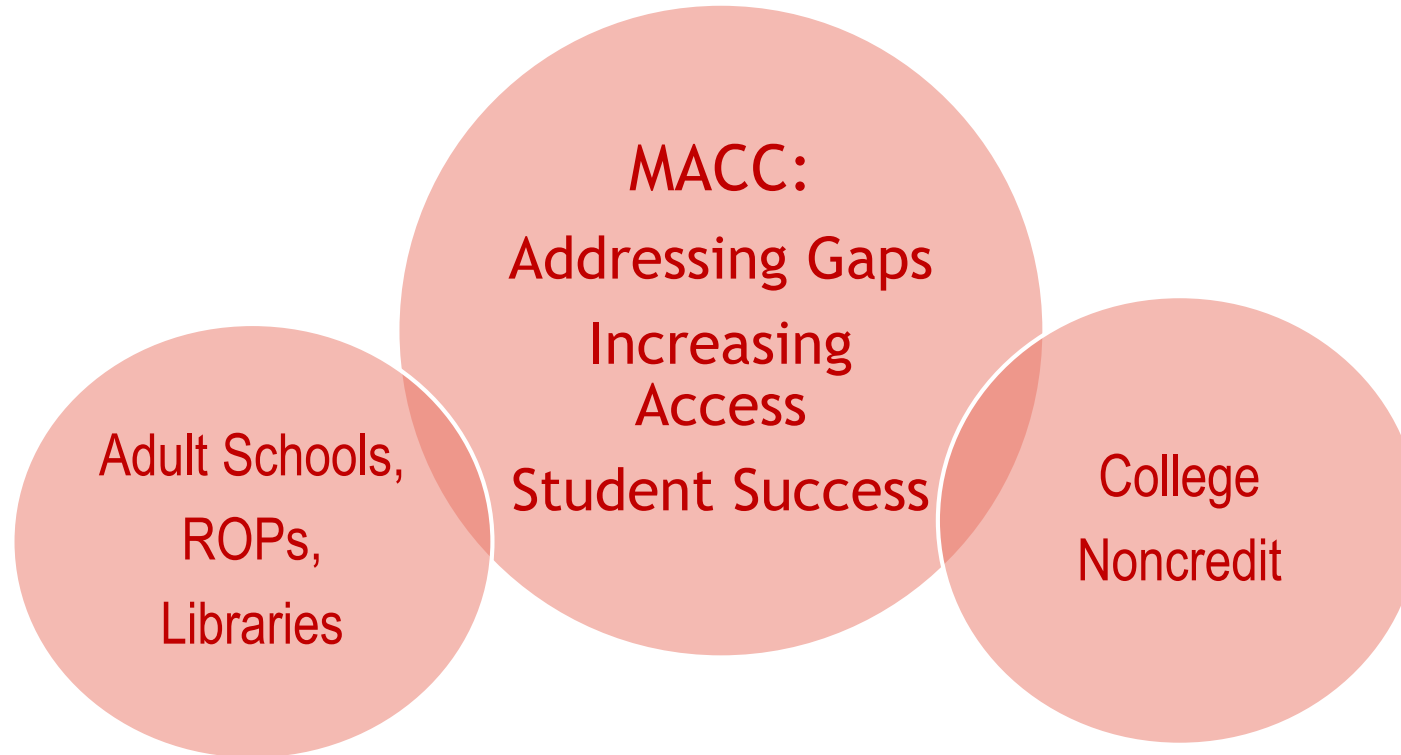 MACC:
Addressing Gaps
Increasing
Access
Student Success
Adult Schools,
ROPs,
Libraries
College
Noncredit